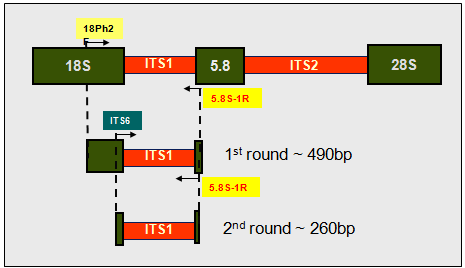 18Ph2
18S ITS1 5.8 ITS2 28S
5.8S-1R
ITS6
ITS1 1st round ~ 490bp
5.8S-1R
ITS1 2nd round ~ 260bp